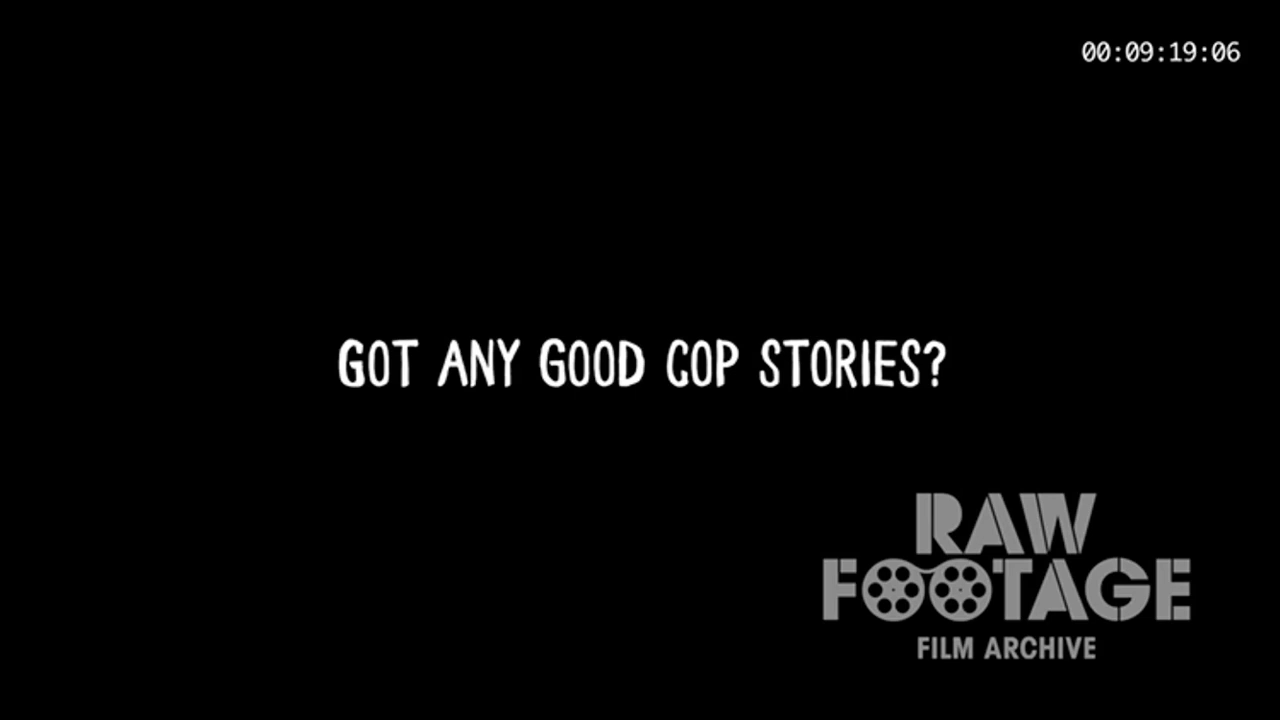 00:09:19:06
GOT ANY GOOD COP STORIES?
RAW
FOOTAGE
FILM ARCHIVE